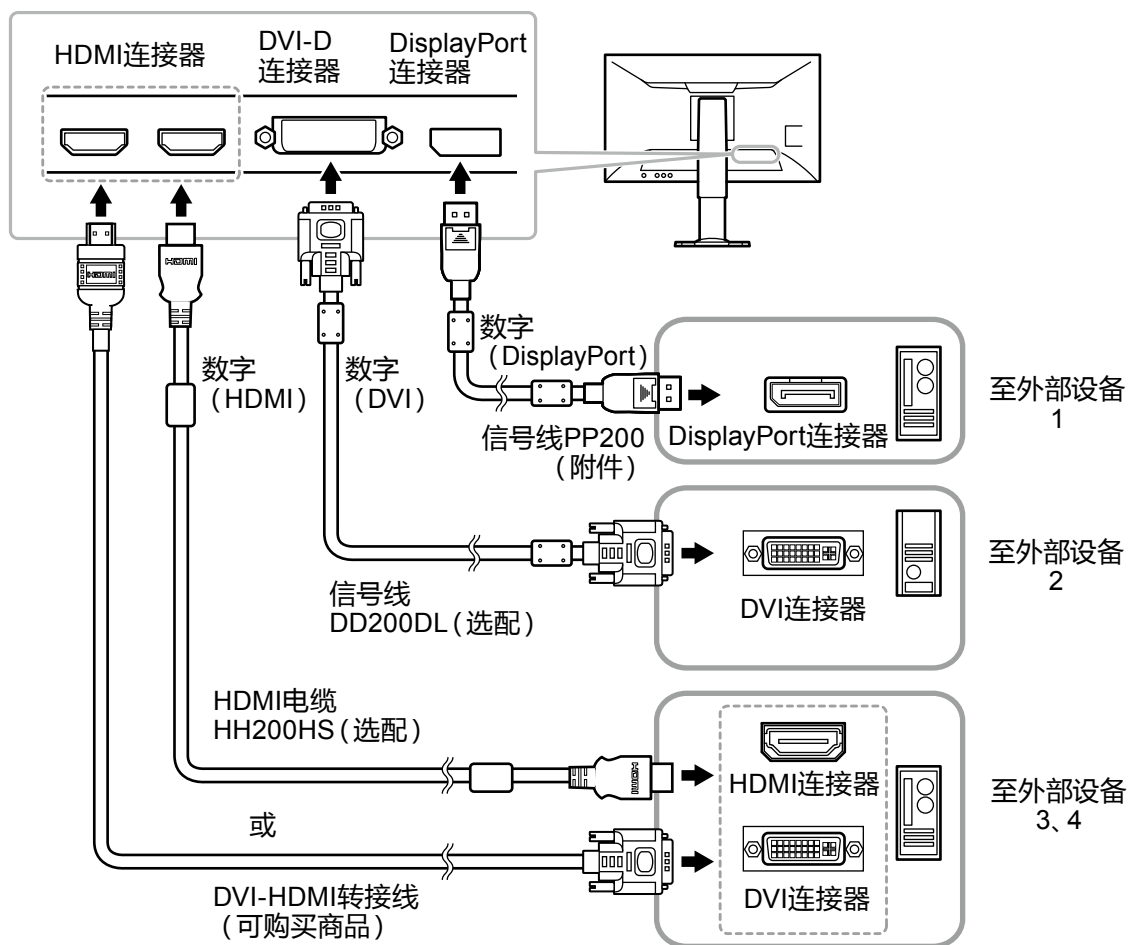 HDMI连接器
DVI-D
连接器
DisplayPort
连接器
HDMI
HDMI
数字
（HDMI）
数字
（DVI）
数字
（DisplayPort）
信号线PP200
（附件）
DisplayPort连接器
至外部设备
1
信号线
DD200DL（选配）
DVI连接器
至外部设备
2
HDMI电缆
HH200HS（选配）
HDMI
HDMI连接器
至外部设备
3、4
或
DVI-HDMI转接线
（可购买商品）
DVI连接器